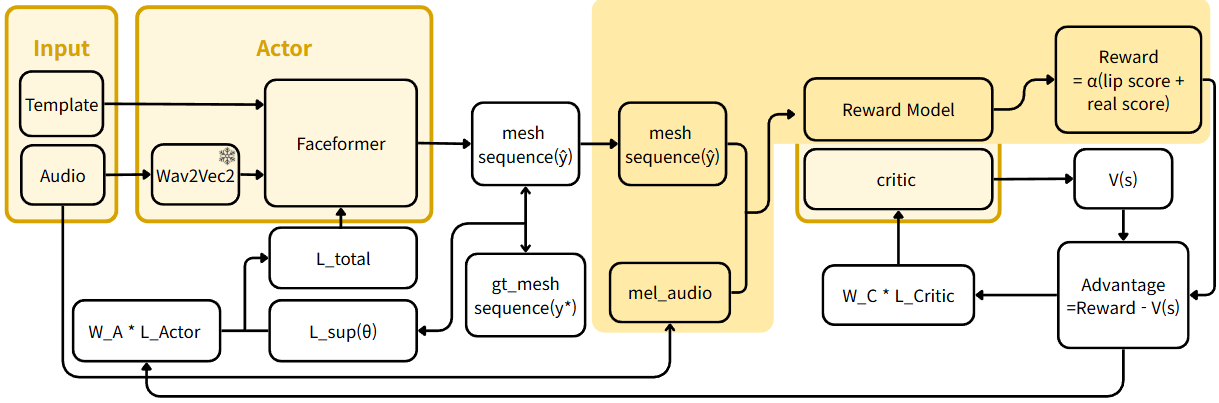 Input
Template
Audio
Actor
Wav2Vec2
Faceformer
mesh
sequence(ŷ)
gt_mesh
sequence(y*)
L_total
L_sup(θ)
W_A * L_Actor
mesh
sequence(ŷ)
mel_audio
Reward Model
critic
Reward
= α(lip score +
real score)
V(s)
Advantage
=Reward - V(s)
W_C * L_Critic